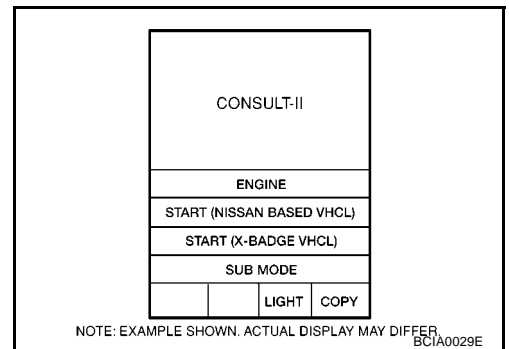 CONSULT-II
ENGINE
START (NISSAN BASED VHCL)
START (X-BADGE VHCL)
SUB MODE
LIGHT COPY
NOTE: EXAMPLE SHOWN. ACTUAL DISPLAY MAY DIFFER.
BCIA0029E